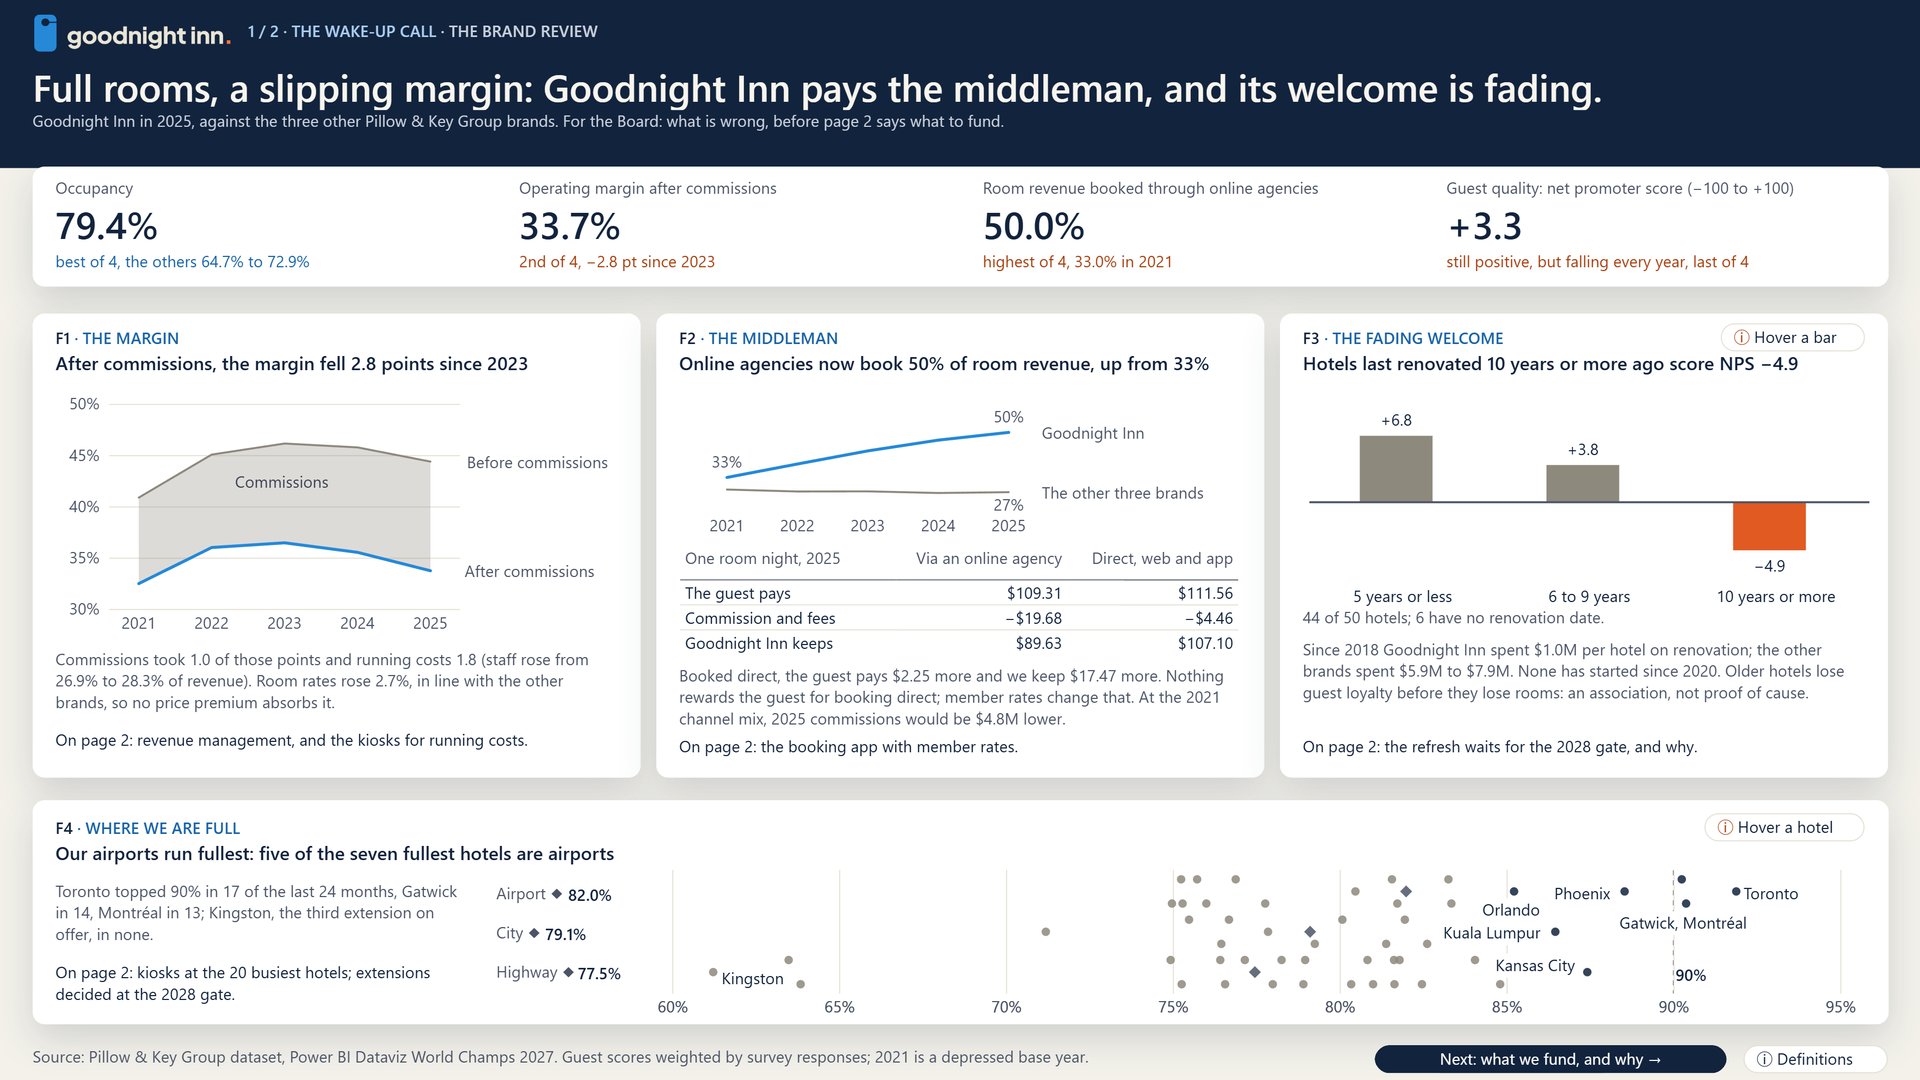 goodnight inn.
1 / 2 · THE WAKE-UP CALL · THE BRAND REVIEW
Full rooms, a slipping margin: Goodnight Inn pays the middleman, and its welcome is fading.
Goodnight Inn in 2025, against the three other Pillow & Key Group brands. For the Board: what is wrong, before page 2 says what to fund.
Occupancy
79.4%
best of 4, the others 64.7% to 72.9%
Operating margin after commissions
33.7%
2nd of 4, −2.8 pt since 2023
Room revenue booked through online agencies
50.0%
highest of 4, 33.0% in 2021
Guest quality: net promoter score (−100 to +100)
+3.3
still positive, but falling every year, last of 4
F1 · THE MARGIN
After commissions, the margin fell 2.8 points since 2023
50%
45%
40%
35%
30%
Commissions
Before commissions
After commissions
2021 2022 2023 2024 2025
Commissions took 1.0 of those points and running costs 1.8 (staff rose from
26.9% to 28.3% of revenue). Room rates rose 2.7%, in line with the other
brands, so no price premium absorbs it.
On page 2: revenue management, and the kiosks for running costs.
F2 · THE MIDDLEMAN
Online agencies now book 50% of room revenue, up from 33%
33%
50%
Goodnight Inn
The other three brands
27%
2021 2022 2023 2024 2025
One room night, 2025 Via an online agency Direct, web and app
The guest pays $109.31 $111.56
Commission and fees −$19.68 −$4.46
Goodnight Inn keeps $89.63 $107.10
Booked direct, the guest pays $2.25 more and we keep $17.47 more. Nothing
rewards the guest for booking direct; member rates change that. At the 2021
channel mix, 2025 commissions would be $4.8M lower.
On page 2: the booking app with member rates.
F3 · THE FADING WELCOME
ⓘ Hover a bar
Hotels last renovated 10 years or more ago score NPS −4.9
+6.8
+3.8
−4.9
5 years or less 6 to 9 years 10 years or more
44 of 50 hotels; 6 have no renovation date.
Since 2018 Goodnight Inn spent $1.0M per hotel on renovation; the other
brands spent $5.9M to $7.9M. None has started since 2020. Older hotels lose
guest loyalty before they lose rooms: an association, not proof of cause.
On page 2: the refresh waits for the 2028 gate, and why.
F4 · WHERE WE ARE FULL
ⓘ Hover a hotel
Our airports run fullest: five of the seven fullest hotels are airports
Toronto topped 90% in 17 of the last 24 months, Gatwick
in 14, Montréal in 13; Kingston, the third extension on
offer, in none.
On page 2: kiosks at the 20 busiest hotels; extensions
decided at the 2028 gate.
Airport ◆ 82.0%
City ◆ 79.1%
Highway ◆ 77.5%
Kingston
Orlando
Phoenix
Toronto
Gatwick, Montréal
Kuala Lumpur
Kansas City
90%
60% 65% 70% 75% 80% 85% 90% 95%
Source: Pillow & Key Group dataset, Power BI Dataviz World Champs 2027. Guest scores weighted by survey responses; 2021 is a depressed base year.
Next: what we fund, and why →
ⓘ Definitions